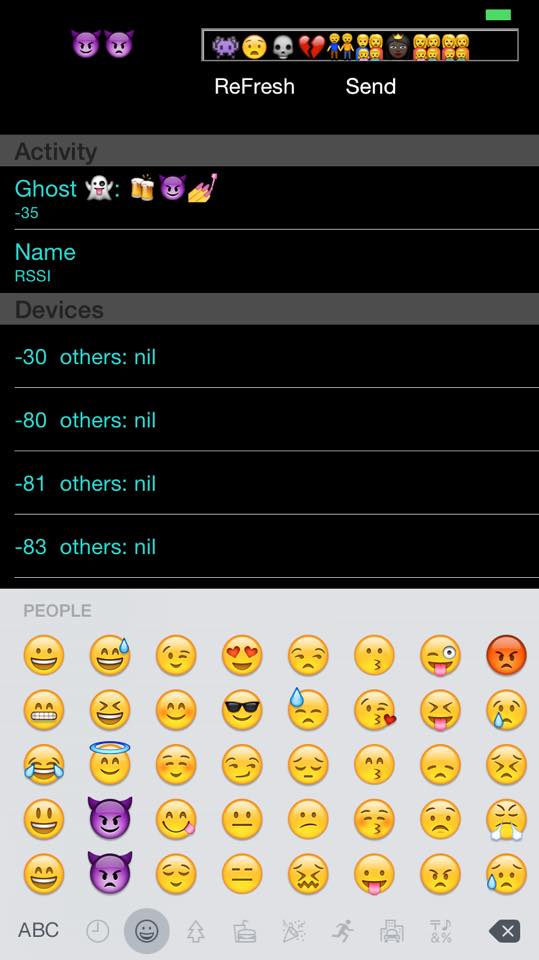 😈👿 👾😧💀💔👬👩‍👩‍👧‍👦👸🏿👩‍👩‍👧‍👦👩‍👩‍👧‍👦
ReFresh Send
Activity
Ghost 👻: 🍻😈💅
-35
Name
RSSI
Devices
-30 others: nil
-80 others: nil
-81 others: nil
-83 others: nil
PEOPLE
ABC
&%